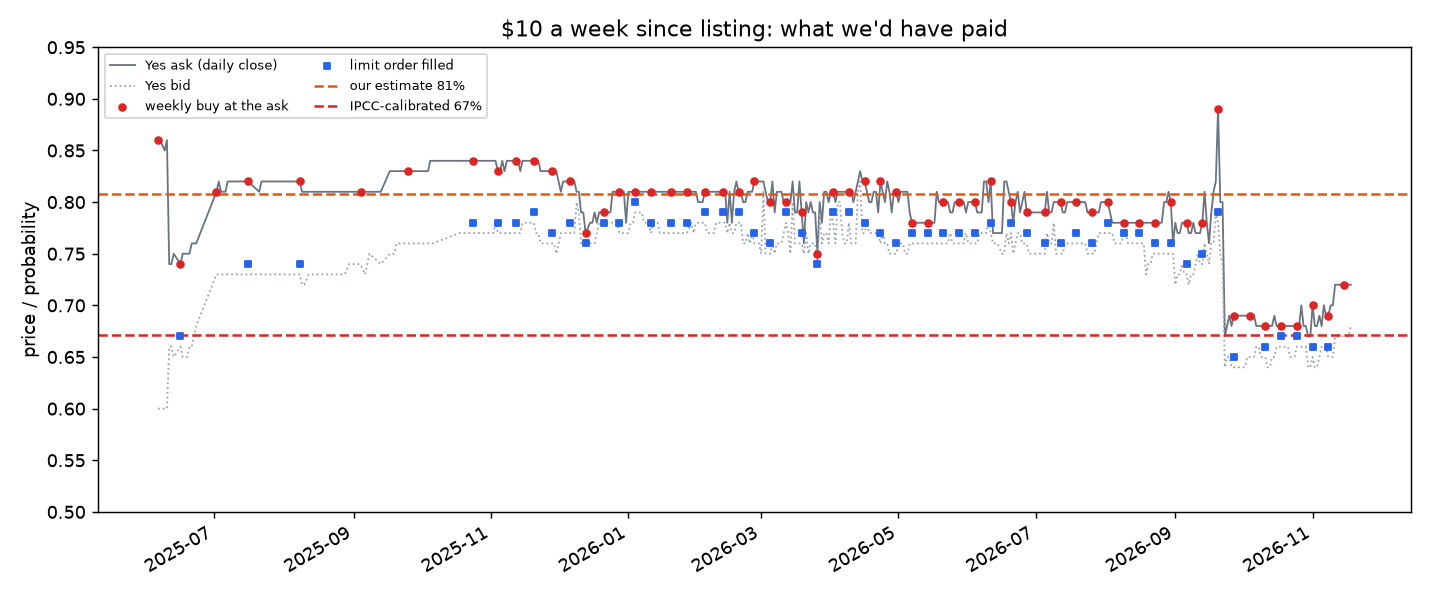 $10 a week since listing: what we'd have paid
Yes ask (daily close)
Yes bid
weekly buy at the ask
limit order filled
our estimate 81%
IPCC-calibrated 67%
price / probability
0.95
0.90
0.85
0.80
0.75
0.70
0.65
0.60
0.55
0.50
2025-07
2025-09
2025-11
2026-01
2026-03
2026-05
2026-07
2026-09
2026-11